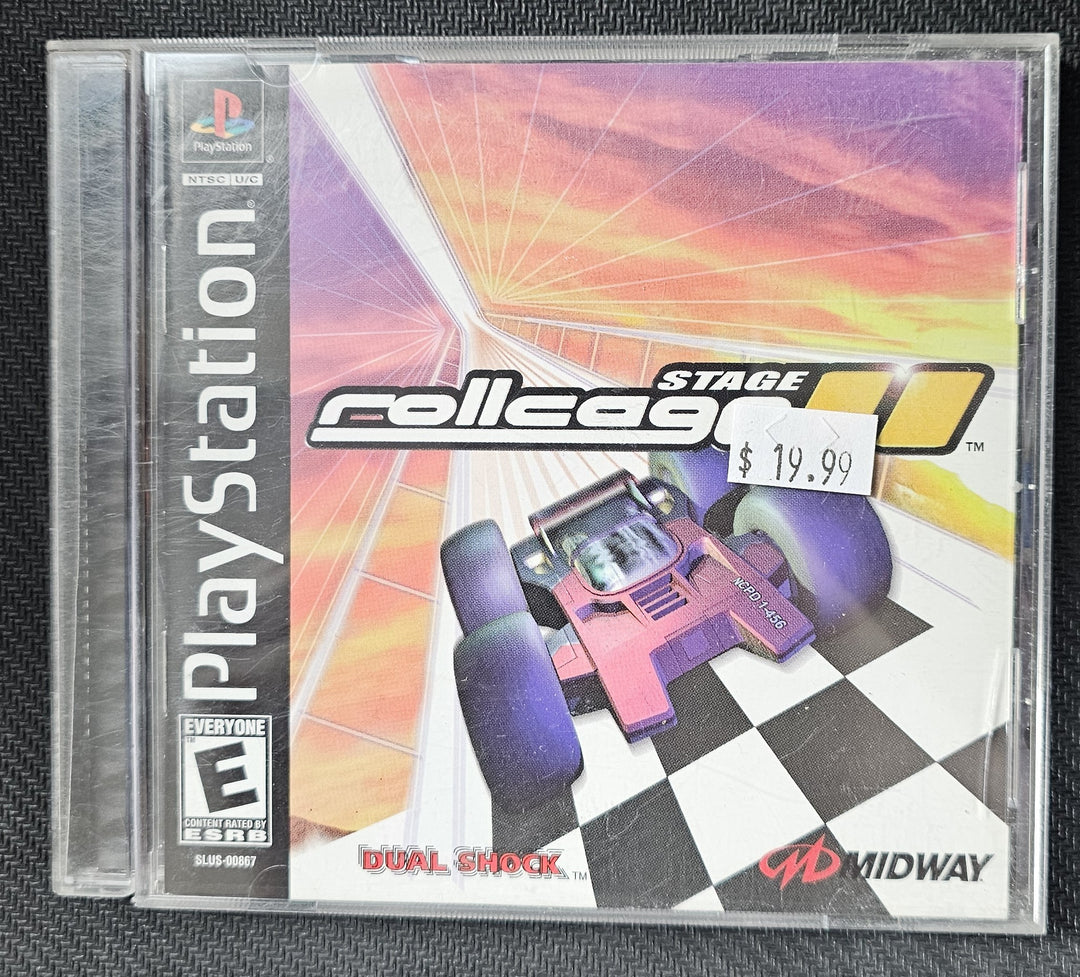 PlayStation
NTSC U/C
PlayStation
EVERYONE
E
CONTENT RATED BY
ESRB
SLUS-00867
STAGE
rollcage II
TM
$ 19.99
NCPD 1-456
DUAL SHOCK TM
MIDWAY